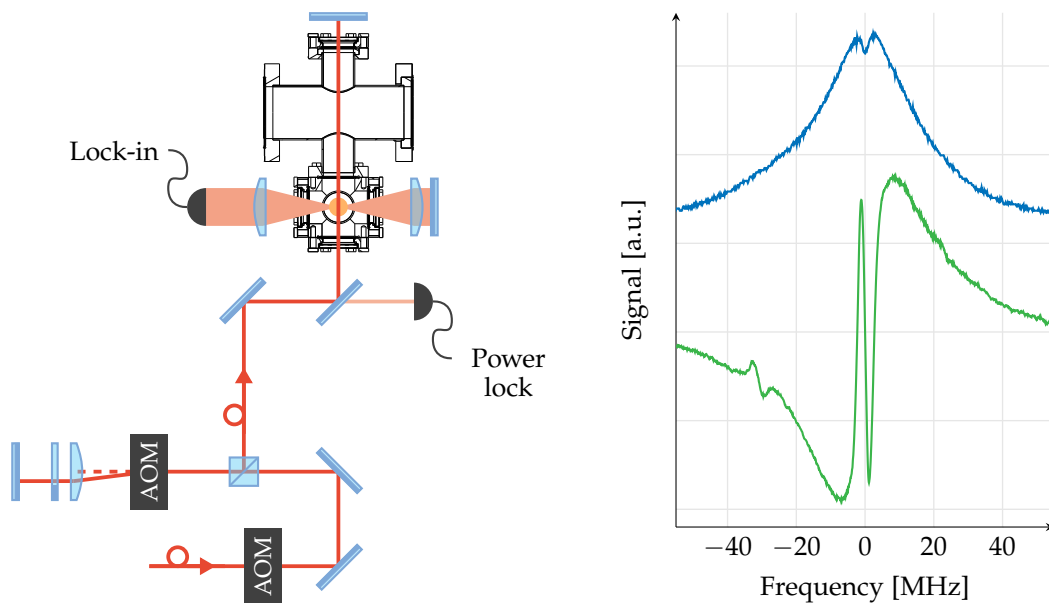 Lock-in
Power
lock
AOM
AOM
Signal [a.u.]
−40
−20
0
20
40
Frequency [MHz]